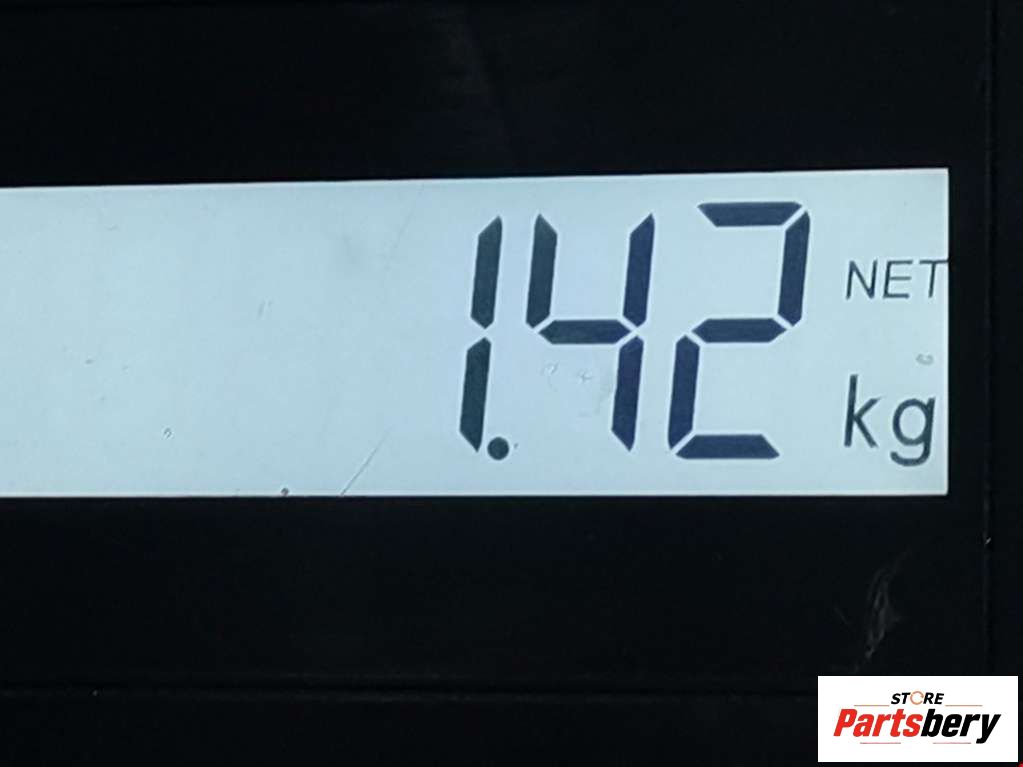 1.42
NET
kg
STORE
Partsbery